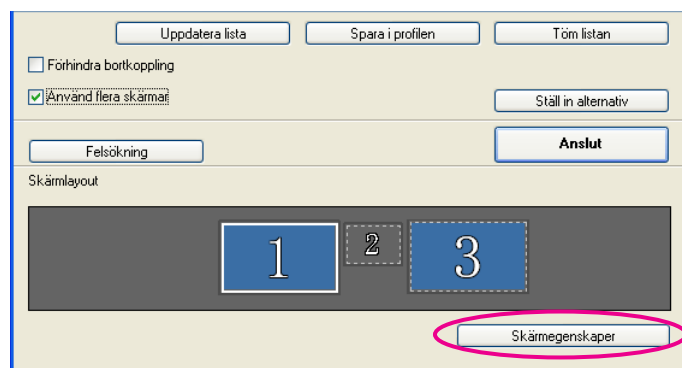 Uppdatera lista Spara i profilen Töm listan
Förhindra bortkoppling
Använd flera skärmar
Ställ in alternativ
Felsökning Anslut
Skärmlayout
1 2 3
Skärmegenskaper